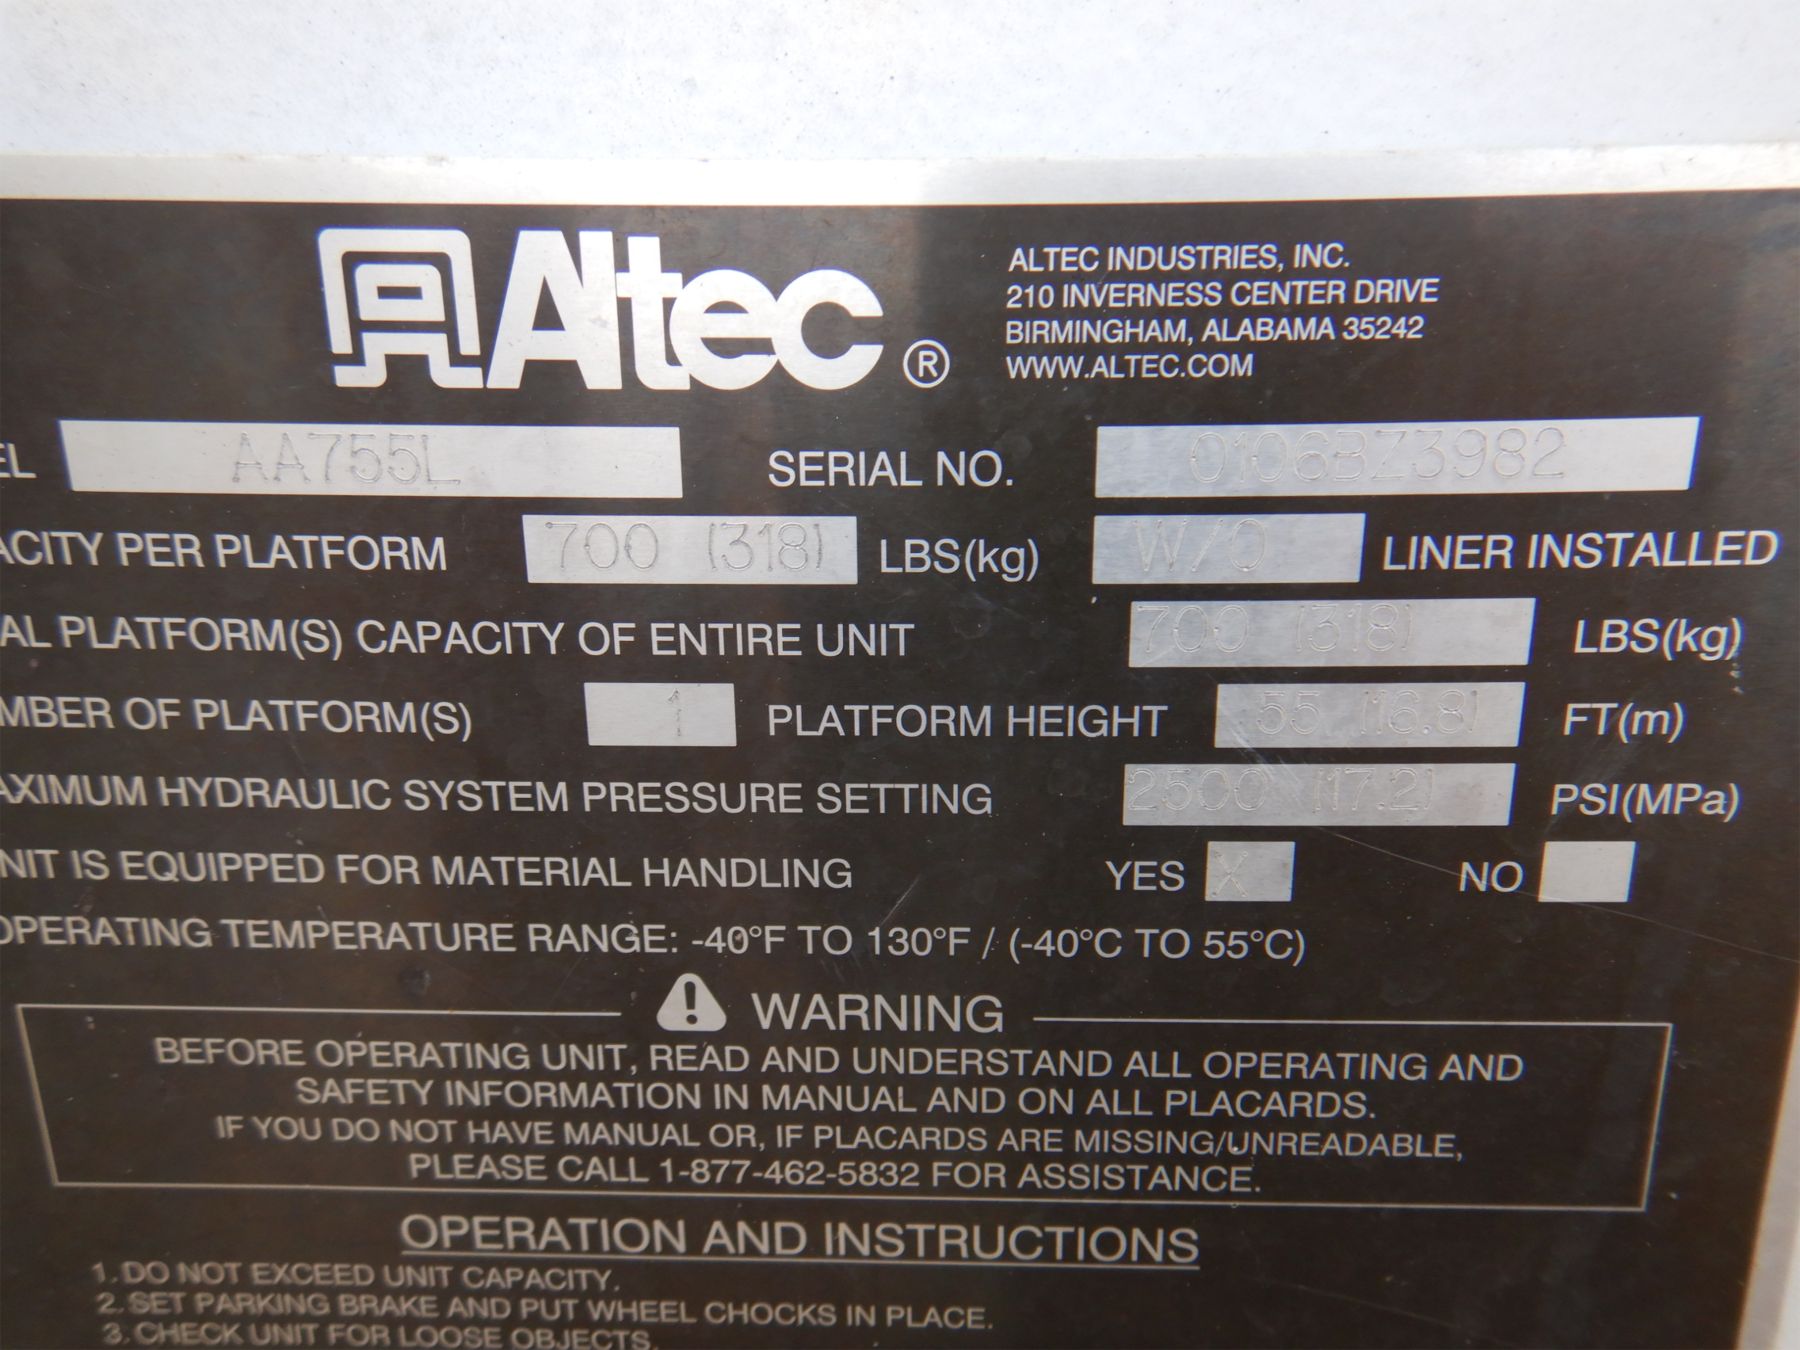 Altec®
ALTEC INDUSTRIES, INC.
210 INVERNESS CENTER DRIVE
BIRMINGHAM, ALABAMA 35242
WWW.ALTEC.COM
EL AA755L SERIAL NO. 0106BZ3982
ACITY PER PLATFORM 700 (318) LBS(kg) W/O LINER INSTALLED
AL PLATFORM(S) CAPACITY OF ENTIRE UNIT 700 (318) LBS(kg)
MBER OF PLATFORM(S) 1 PLATFORM HEIGHT 55 (16.8) FT(m)
AXIMUM HYDRAULIC SYSTEM PRESSURE SETTING 2500 (17.2) PSI(MPa)
NIT IS EQUIPPED FOR MATERIAL HANDLING YES X NO
OPERATING TEMPERATURE RANGE: -40°F TO 130°F / (-40°C TO 55°C)
WARNING
BEFORE OPERATING UNIT, READ AND UNDERSTAND ALL OPERATING AND
SAFETY INFORMATION IN MANUAL AND ON ALL PLACARDS.
IF YOU DO NOT HAVE MANUAL OR, IF PLACARDS ARE MISSING/UNREADABLE,
PLEASE CALL 1-877-462-5832 FOR ASSISTANCE.
OPERATION AND INSTRUCTIONS
1. DO NOT EXCEED UNIT CAPACITY.
2. SET PARKING BRAKE AND PUT WHEEL CHOCKS IN PLACE.
3. CHECK UNIT FOR LOOSE OBJECTS.